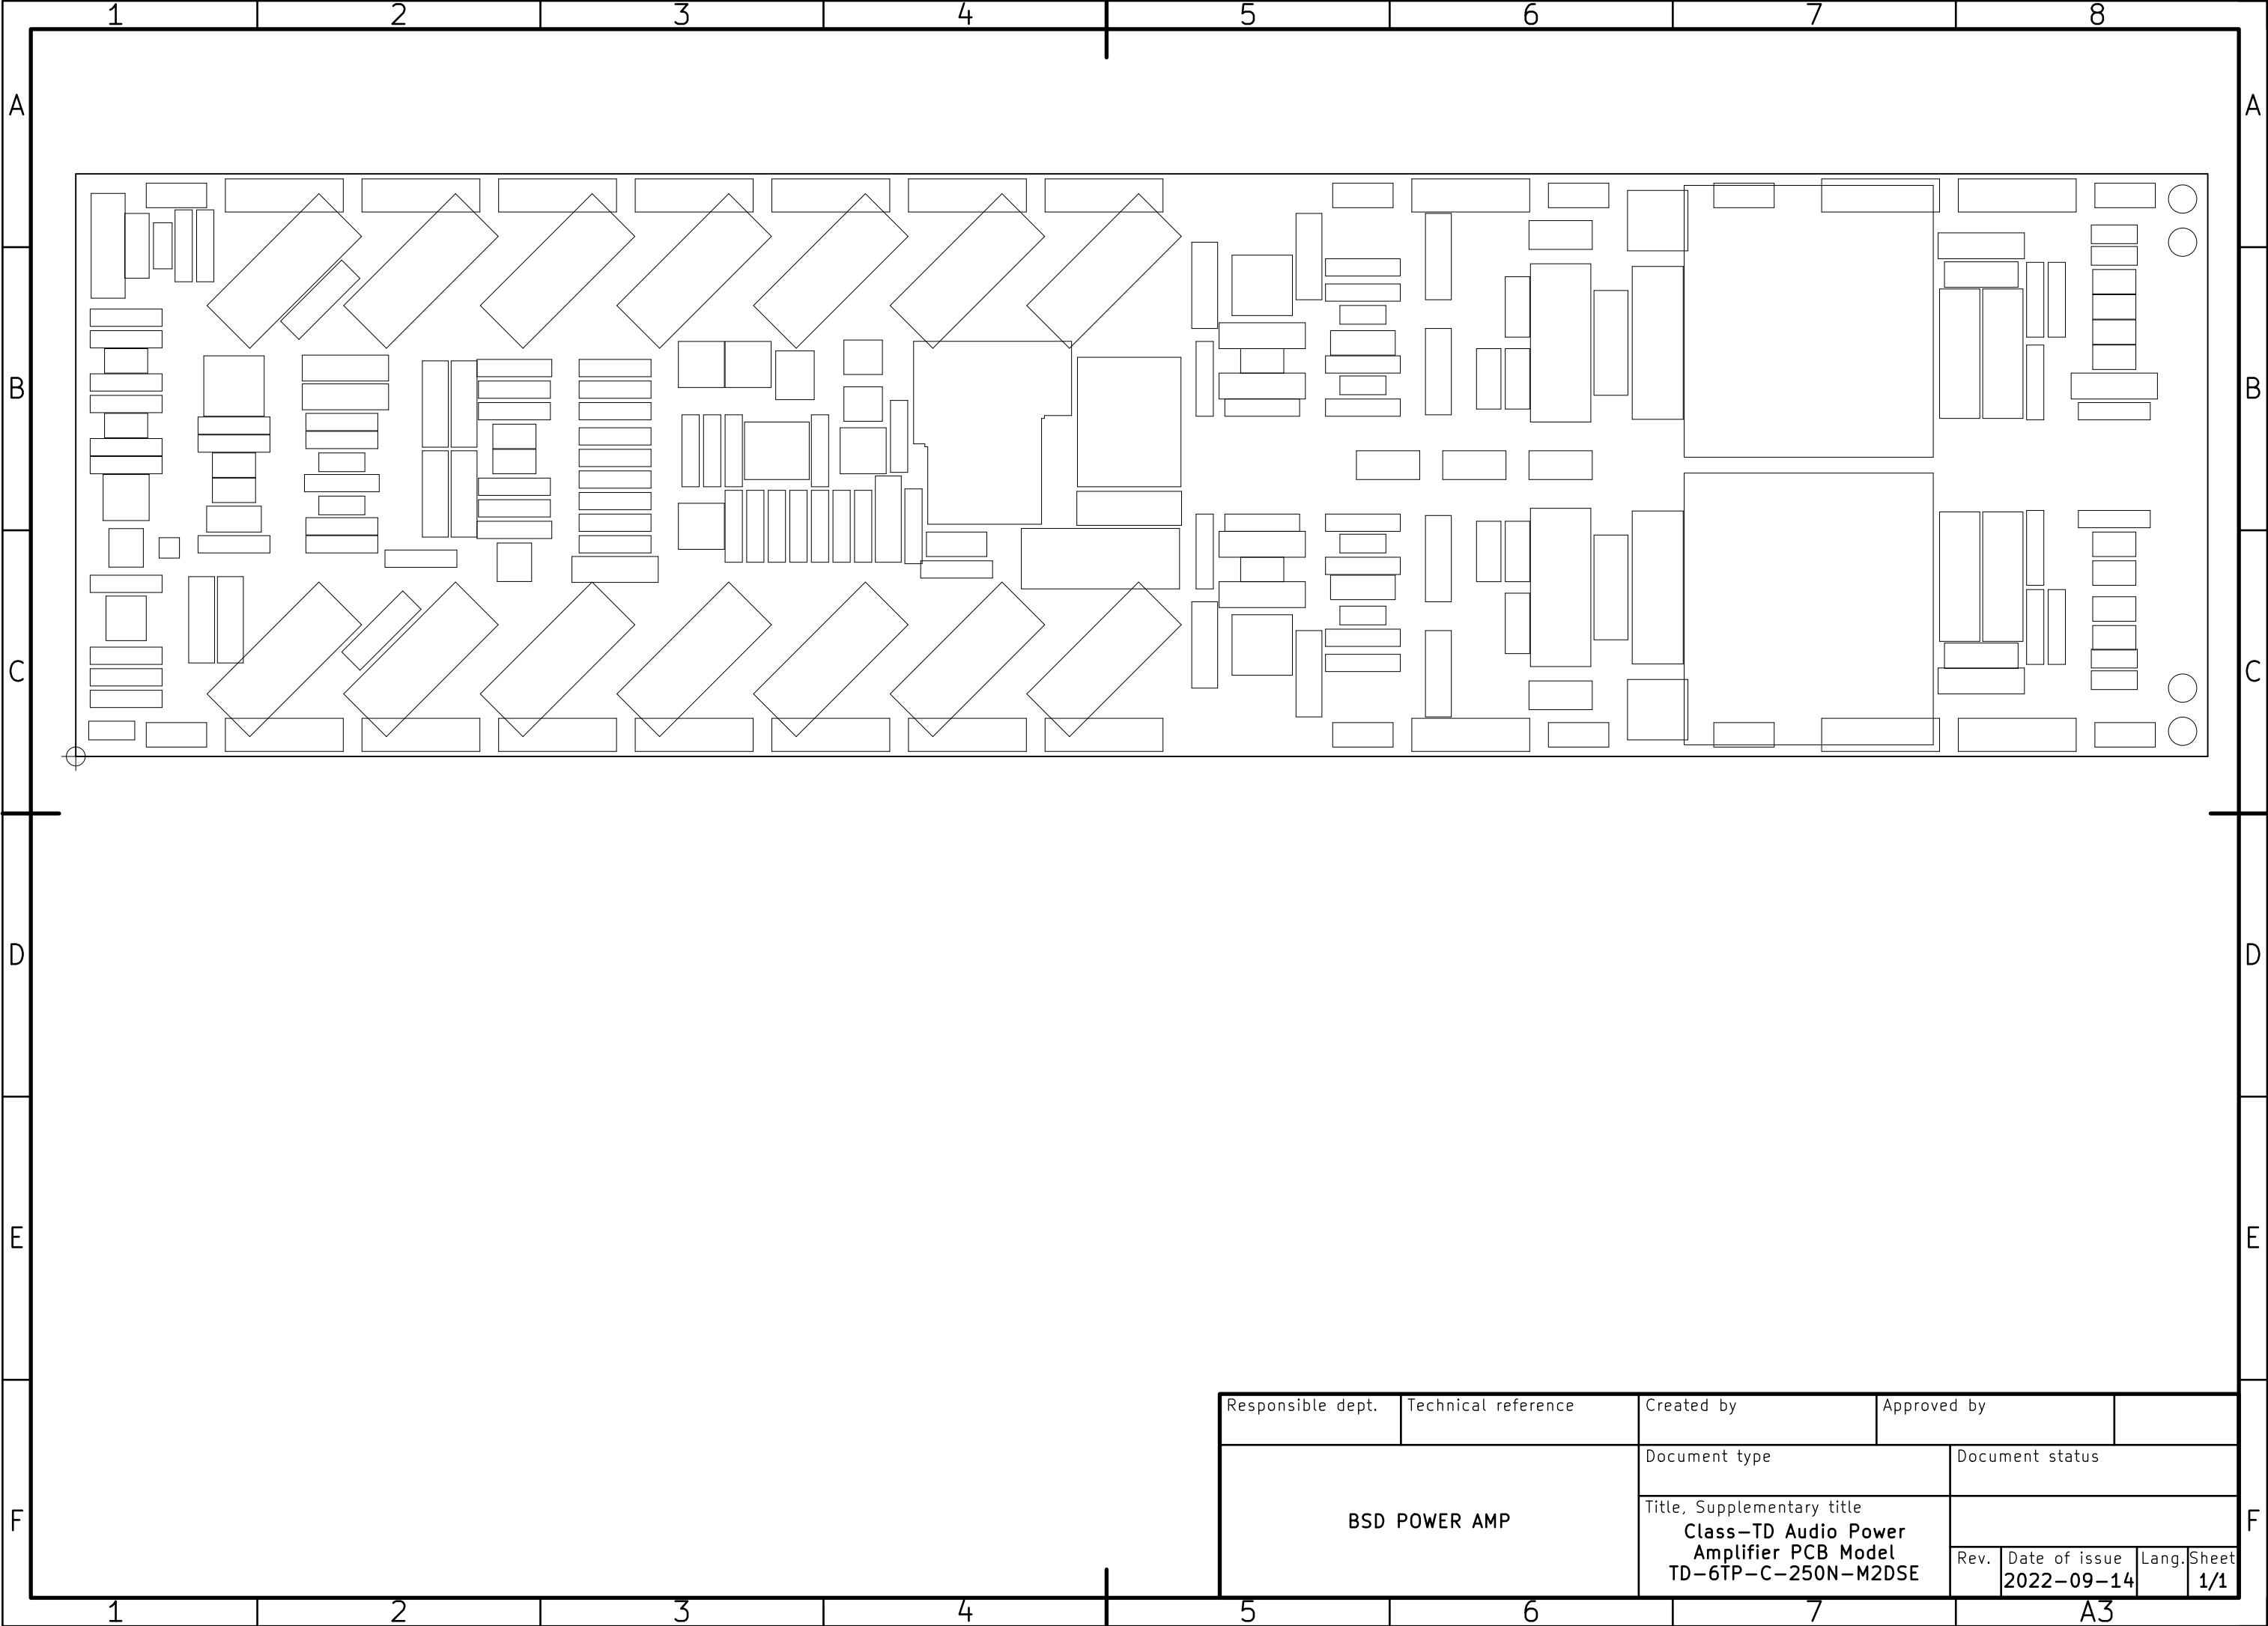 1 2 3 4 5 6 7 8
A A
B B
C C
D D
E E
F F
Responsible dept. Technical reference Created by Approved by
Document type Document status
BSD POWER AMP
Title, Supplementary title
Class-TD Audio Power
Amplifier PCB Model
TD-6TP-C-250N-M2DSE
Rev. Date of issue Lang. Sheet
2022-09-14 1/1
1 2 3 4 5 6 7 A3